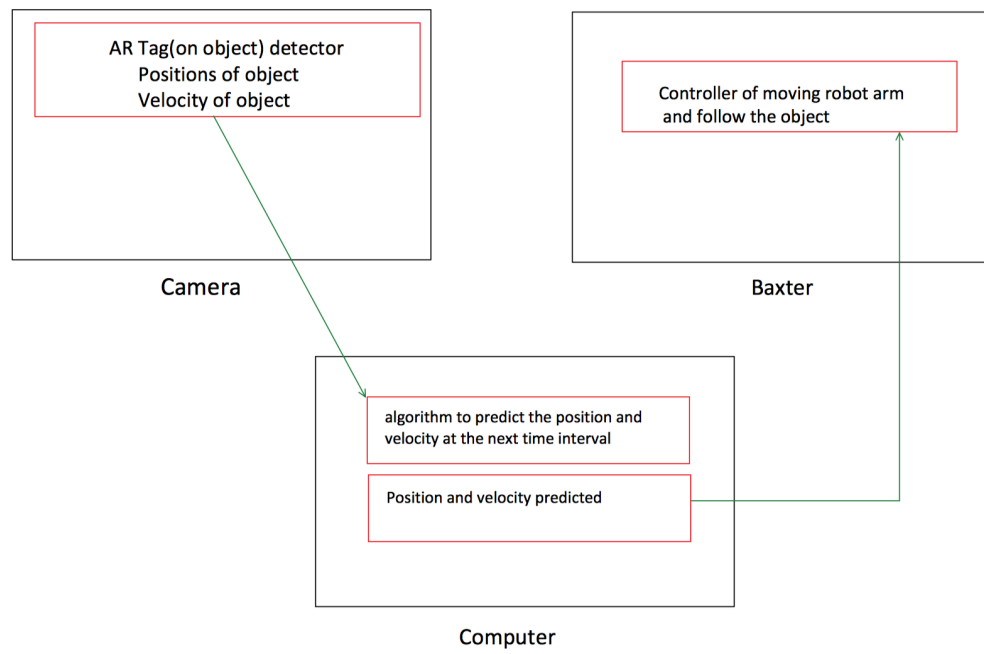 AR Tag(on object) detector
Positions of object
Velocity of object
Camera
Controller of moving robot arm
and follow the object
Baxter
algorithm to predict the position and
velocity at the next time interval
Position and velocity predicted
Computer